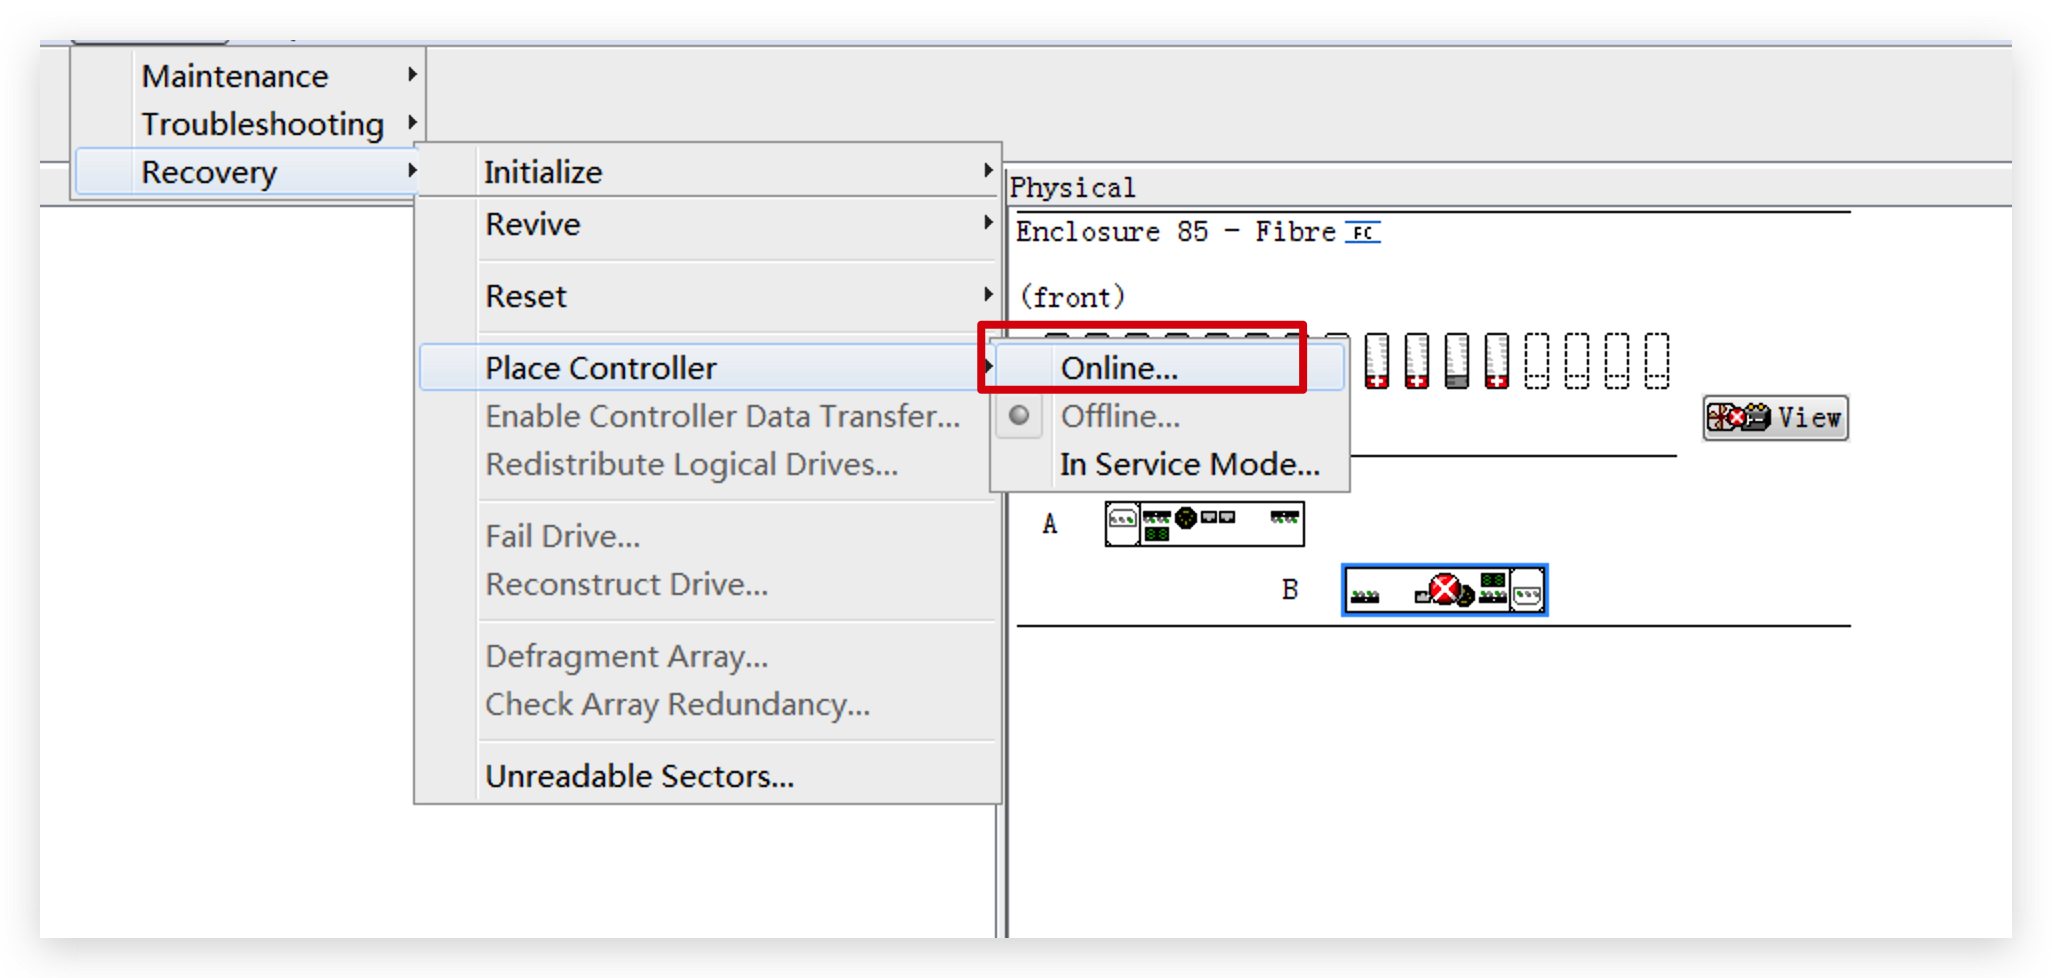 Maintenance
Troubleshooting
Recovery
Initialize
Revive
Reset
Place Controller
Enable Controller Data Transfer...
Redistribute Logical Drives...
Fail Drive...
Reconstruct Drive...
Defragment Array...
Check Array Redundancy...
Unreadable Sectors...
Online...
Offline...
In Service Mode...
Physical
Enclosure 85 - Fibre FC
(front)
View
A
B